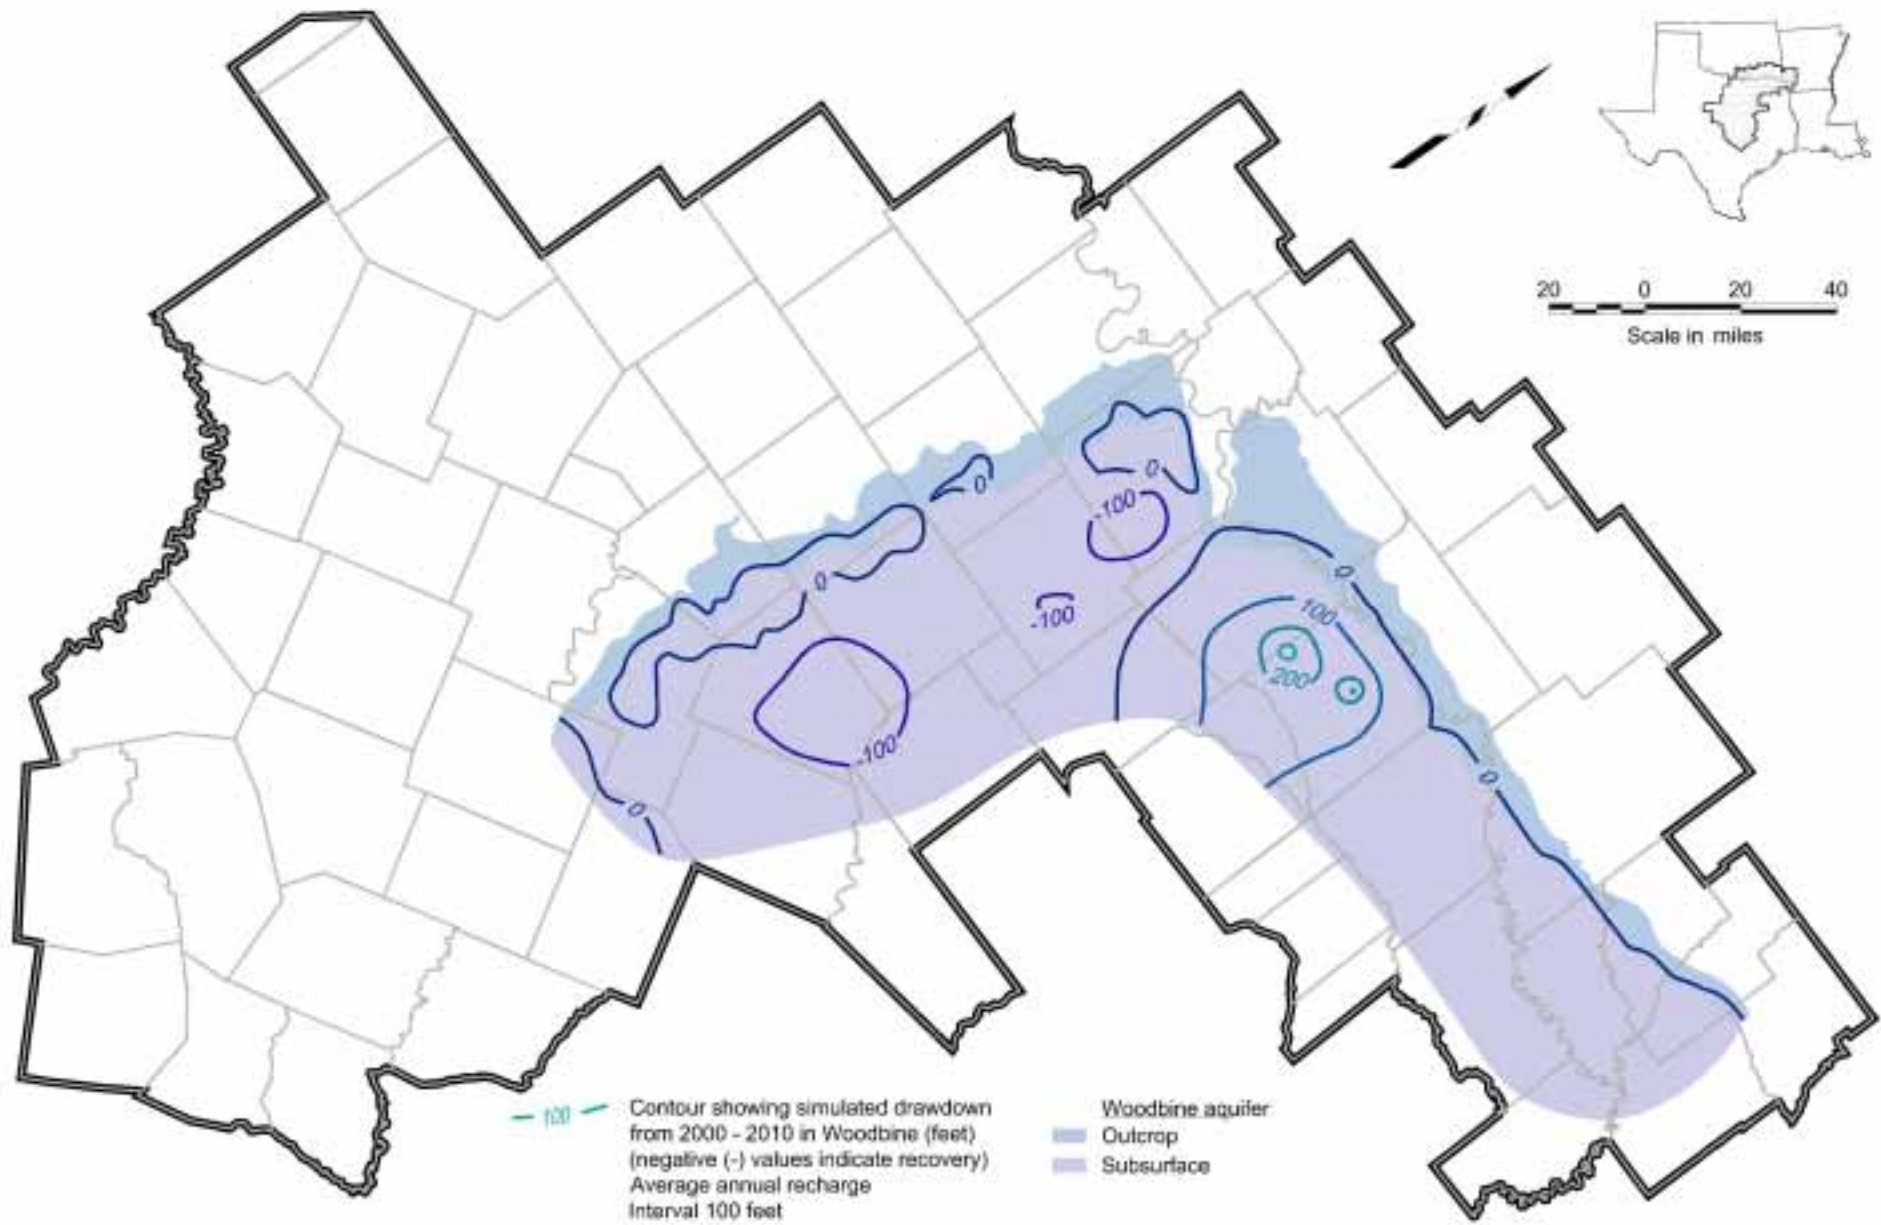 20 0 20 40
Scale in miles
0
0
-100
0
0
100
-100
200
-100
0
0
100
Contour showing simulated drawdown
from 2000 - 2010 in Woodbine (feet)
(negative (-) values indicate recovery)
Average annual recharge
Interval 100 feet
Woodbine aquifer
Outcrop
Subsurface